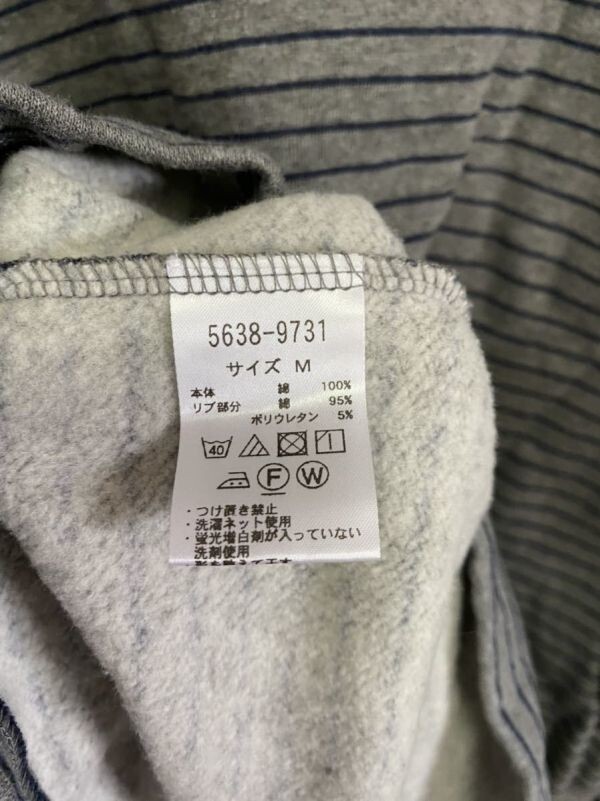 5638-9731
サイズ M
本体 綿 100%
リブ部分 綿 95%
ポリウレタン 5%
40
F W
・つけ置き禁止
・洗濯ネット使用
・蛍光増白剤が入っていない
洗剤使用